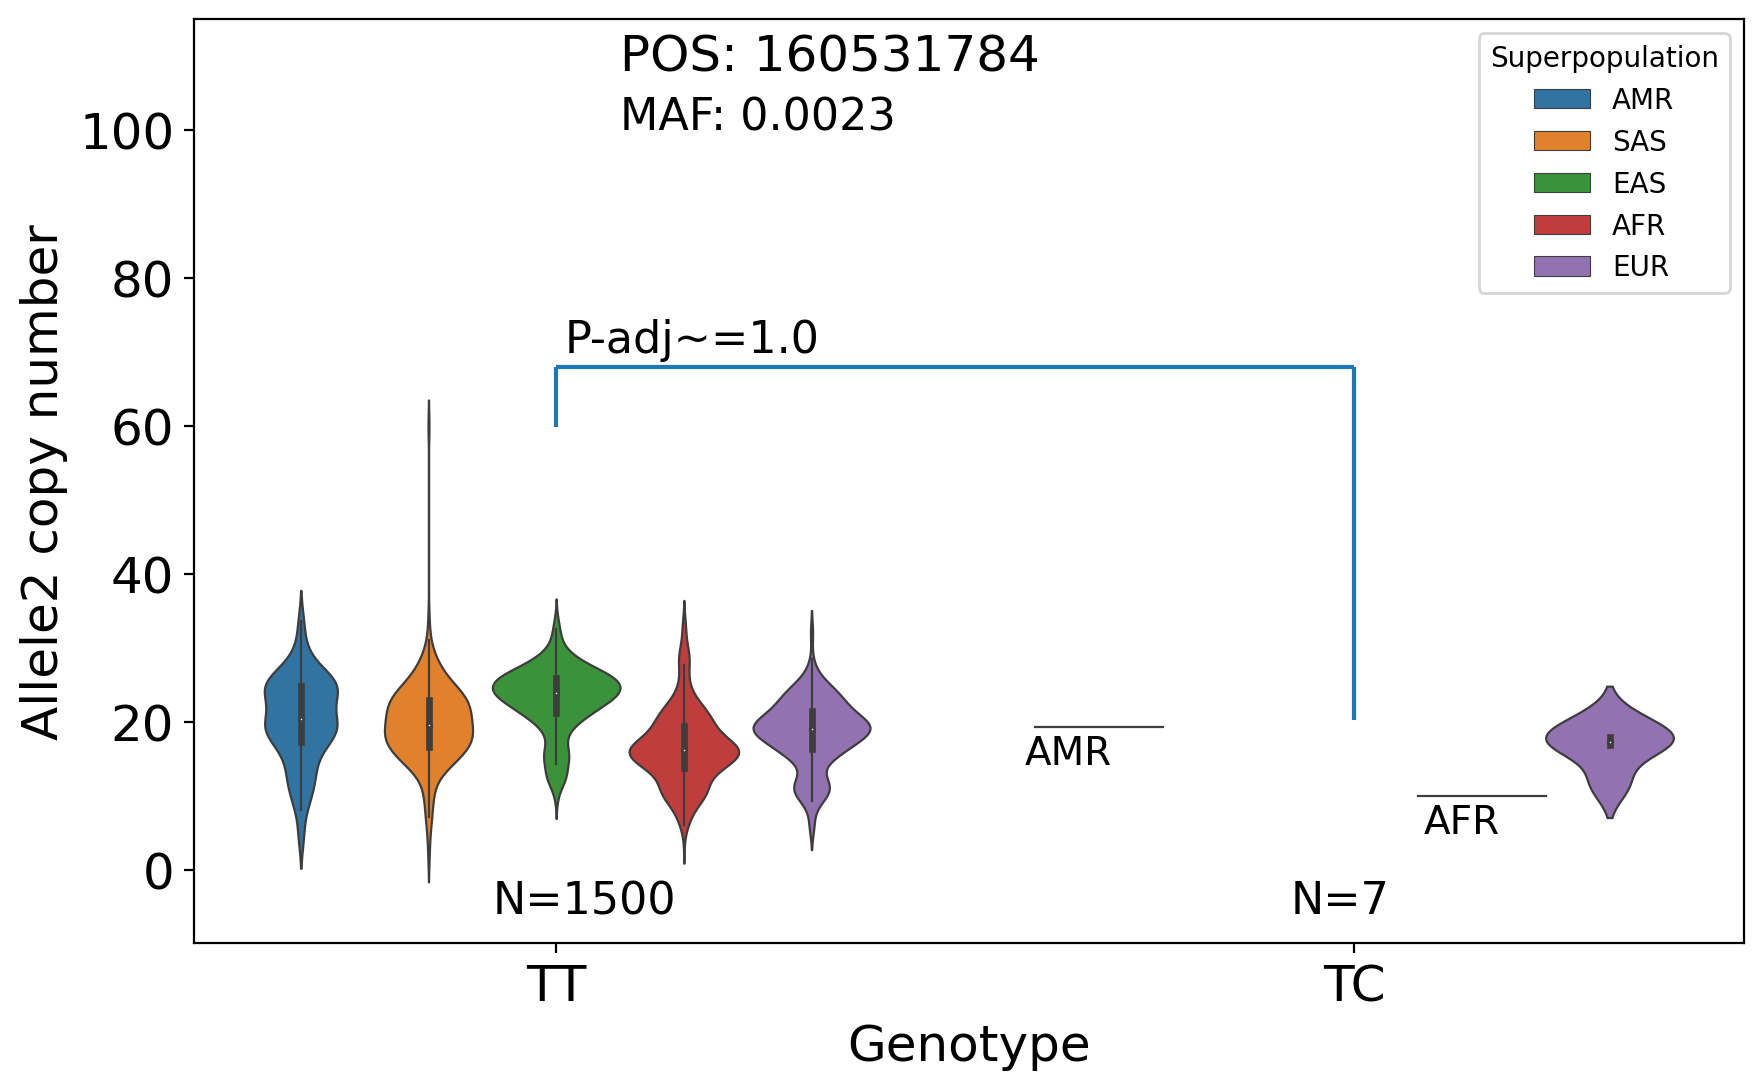 POS: 160531784
MAF: 0.0023
Superpopulation
AMR
SAS
EAS
AFR
EUR
100
80
60
40
20
0
Allele2 copy number
P-adj~=1.0
AMR
AFR
N=1500
N=7
TT
TC
Genotype